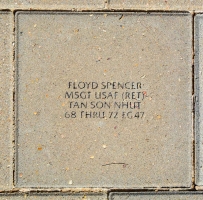 FLOYD SPENCER
MSGT USAF (RET)
TAN SON NHUT
68 THRU 72 EC47